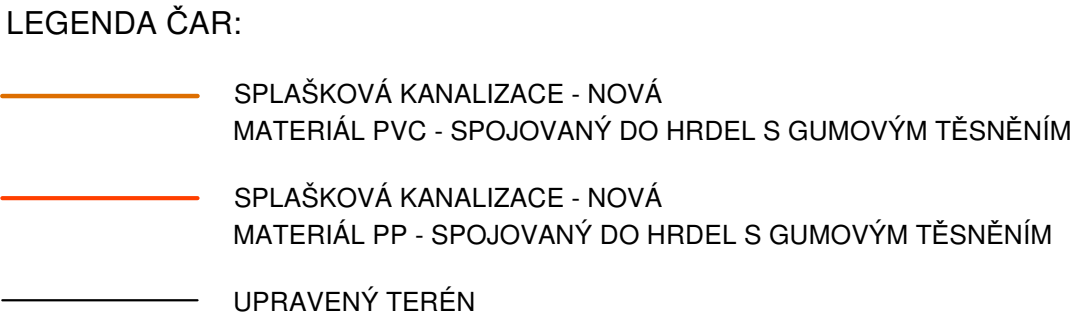 LEGENDA ČAR:
SPLAŠKOVÁ KANALIZACE - NOVÁ
MATERIÁL PVC - SPOJOVANÝ DO HRDEL S GUMOVÝM TĚSNĚNÍM
SPLAŠKOVÁ KANALIZACE - NOVÁ
MATERIÁL PP - SPOJOVANÝ DO HRDEL S GUMOVÝM TĚSNĚNÍM
UPRAVENÝ TERÉN